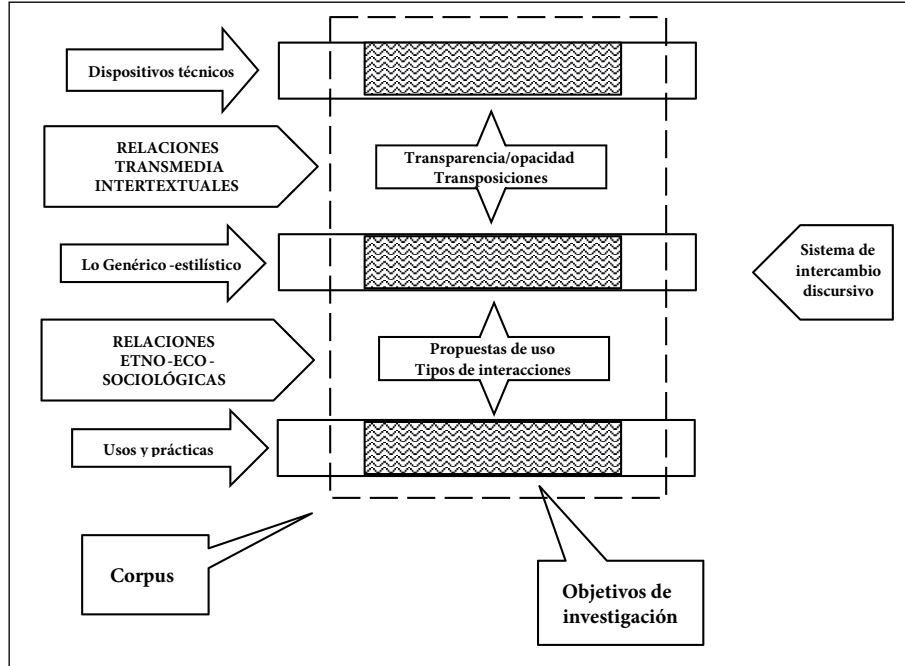 Dispositivos técnicos
RELACIONES
TRANSMEDIA
INTERTEXTUALES
Transparencia/opacidad
Transposiciones
Lo Genérico -estilístico
Sistema de
intercambio
discursivo
RELACIONES
ETNO-ECO-
SOCIOLÓGICAS
Propuestas de uso
Tipos de interacciones
Usos y prácticas
Corpus
Objetivos de
investigación